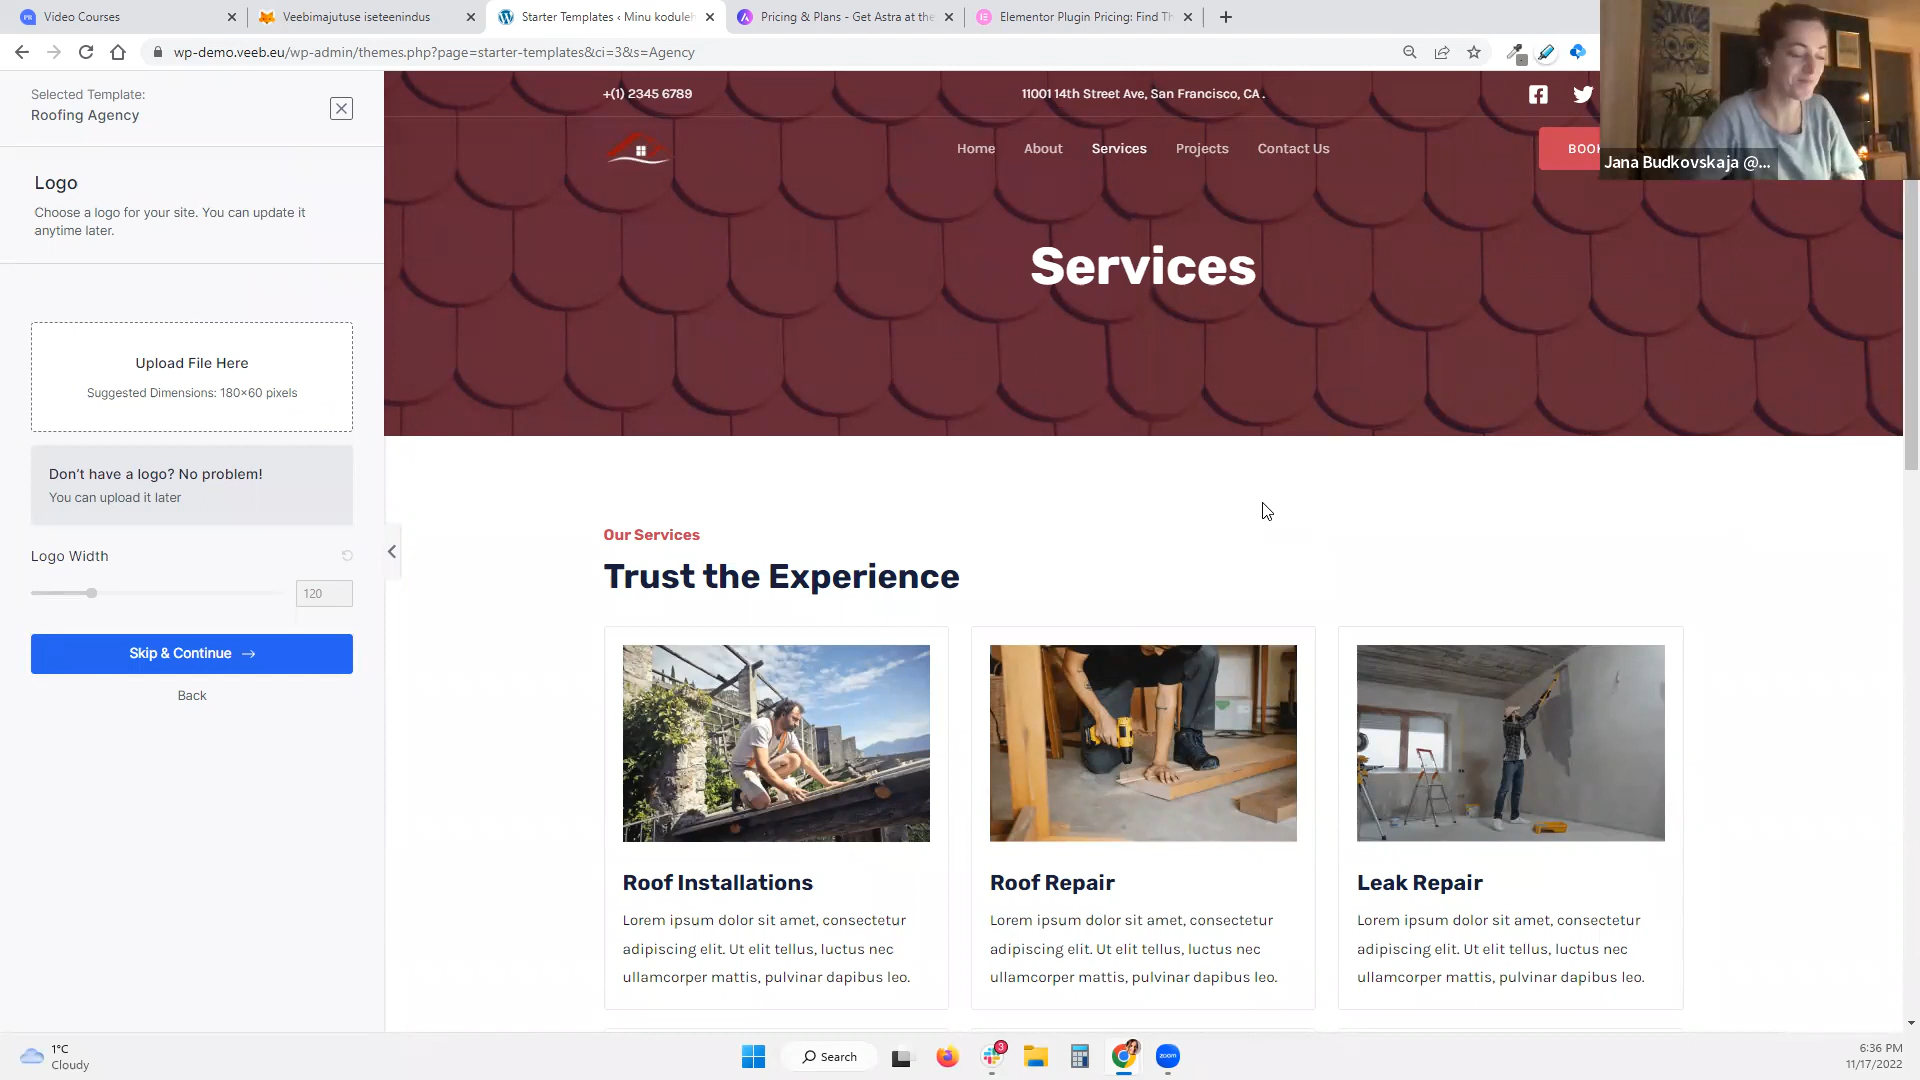 Video Courses
Veebimajutuse iseteenindus
Starter Templates ‹ Minu koduleh
Pricing & Plans - Get Astra at the
Elementor Plugin Pricing: Find Th
wp-demo.veeb.eu/wp-admin/themes.php?page=starter-templates&ci=3&s=Agency
Selected Template:
Roofing Agency
Logo
Choose a logo for your site. You can update it
anytime later.
Upload File Here
Suggested Dimensions: 180×60 pixels
Don't have a logo? No problem!
You can upload it later
Logo Width
120
Skip & Continue →
Back
+(1) 2345 6789
11001 14th Street Ave, San Francisco, CA .
Home About Services Projects Contact Us
BOO
Jana Budkovskaja @...
Services
Our Services
Trust the Experience
Roof Installations
Lorem ipsum dolor sit amet, consectetur
adipiscing elit. Ut elit tellus, luctus nec
ullamcorper mattis, pulvinar dapibus leo.
Roof Repair
Lorem ipsum dolor sit amet, consectetur
adipiscing elit. Ut elit tellus, luctus nec
ullamcorper mattis, pulvinar dapibus leo.
Leak Repair
Lorem ipsum dolor sit amet, consectetur
adipiscing elit. Ut elit tellus, luctus nec
ullamcorper mattis, pulvinar dapibus leo.
1°C
Cloudy
Search
3
zoom
6:36 PM
11/17/2022